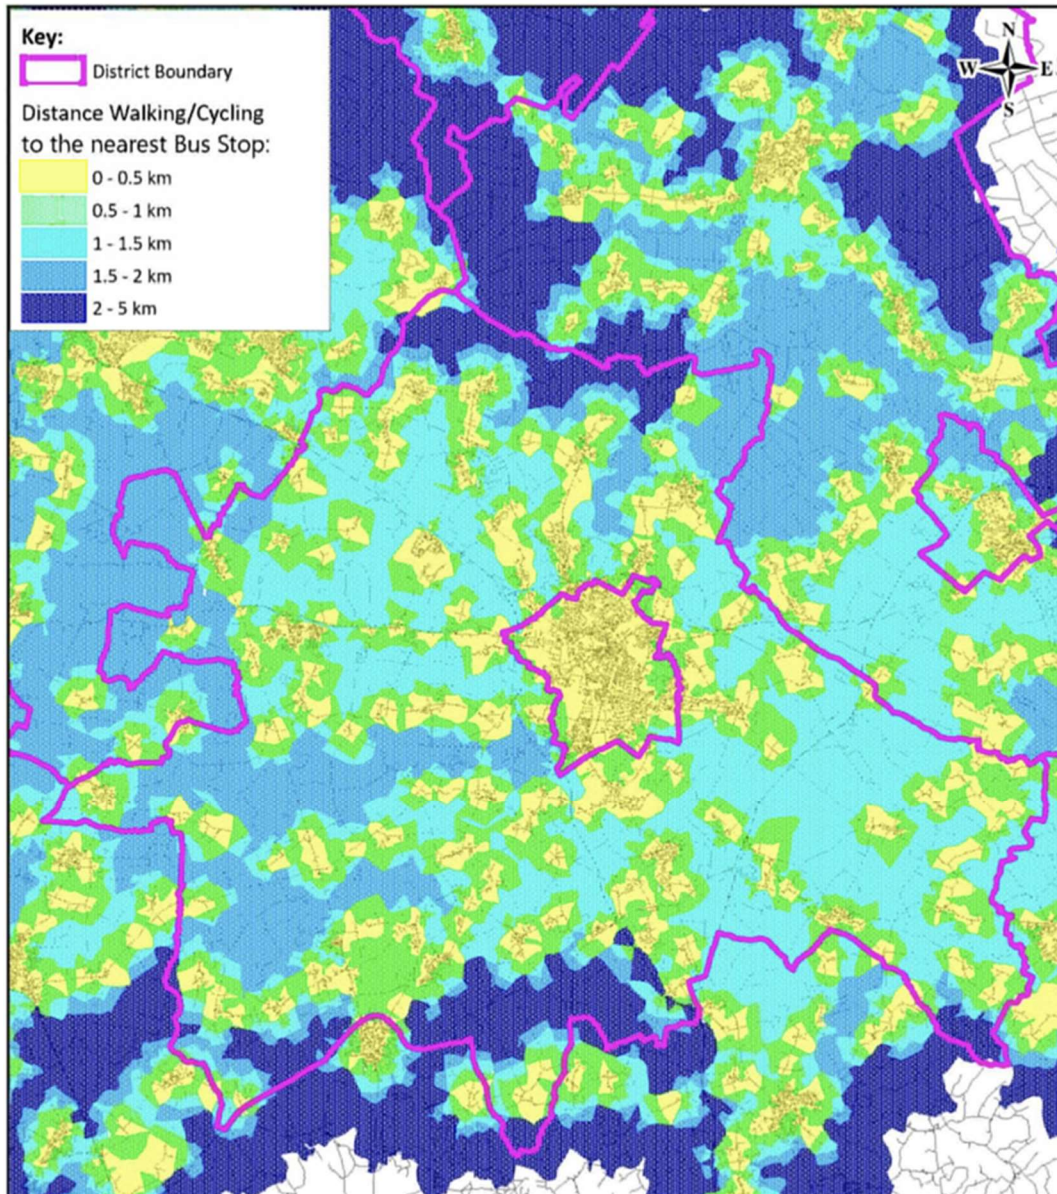 Key:
District Boundary
Distance Walking/Cycling
to the nearest Bus Stop:
0 - 0.5 km
0.5 - 1 km
1 - 1.5 km
1.5 - 2 km
2 - 5 km
N
W E
S